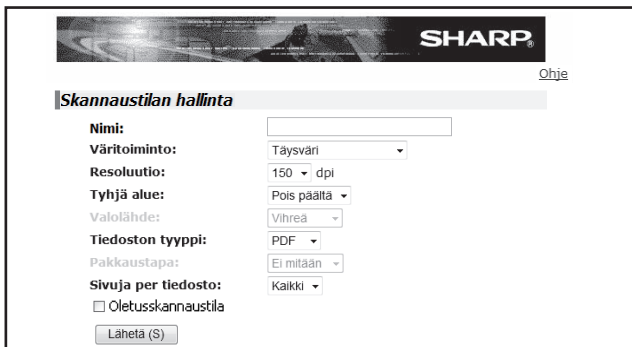 SHARP®
Ohje
Skannaustilan hallinta
Nimi:
Väritoiminto: Täysväri
Resoluutio: 150 dpi
Tyhjä alue: Pois päältä
Valolähde: Vihreä
Tiedoston tyyppi: PDF
Pakkaustapa: Ei mitään
Sivuja per tiedosto: Kaikki
Oletusskannaustila
Lähetä (S)